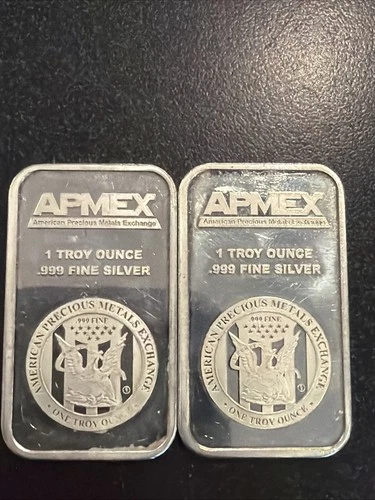 APMEX
American Precious Metals Exchange
1 TROY OUNCE
.999 FINE SILVER
AMERICAN PRECIOUS METALS EXCHANGE
.999 FINE
· ONE TROY OUNCE ·
APMEX
American Precious Metals Exchange
1 TROY OUNCE
.999 FINE SILVER
AMERICAN PRECIOUS METALS EXCHANGE
.999 FINE
· ONE TROY OUNCE ·